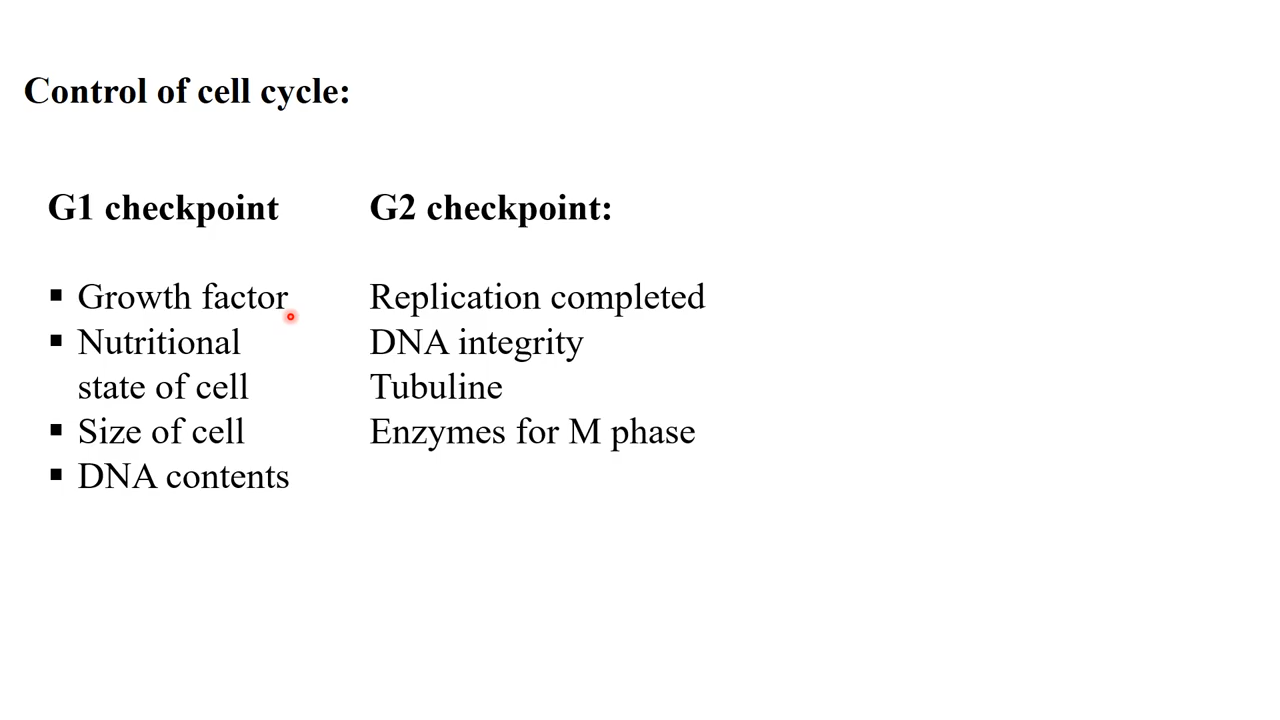 Control of cell cycle:
G1 checkpoint
▪ Growth factor
▪ Nutritional
state of cell
▪ Size of cell
▪ DNA contents
G2 checkpoint:
Replication completed
DNA integrity
Tubuline
Enzymes for M phase